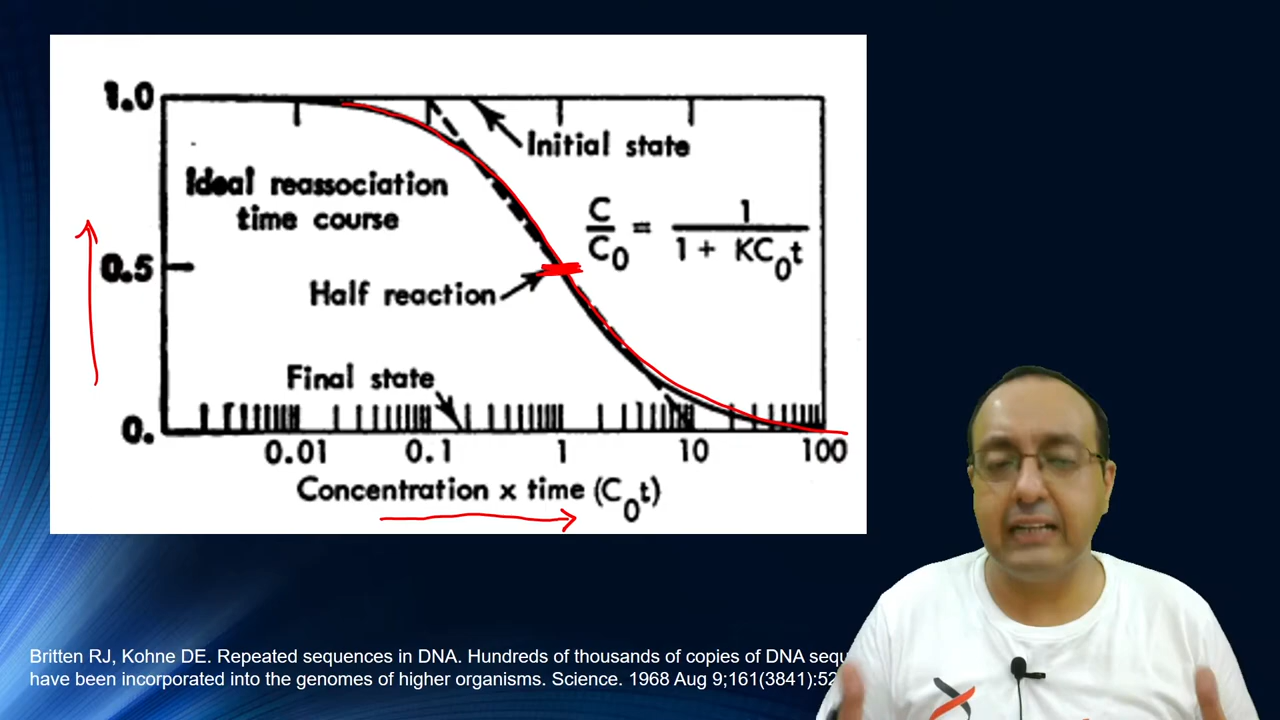 1.0
Initial state
Ideal reassociation
time course
C/C₀ = 1/(1 + KC₀t)
0.5
Half reaction
Final state
0.
0.01 0.1 1 10 100
Concentration x time (C₀t)
Britten RJ, Kohne DE. Repeated sequences in DNA. Hundreds of thousands of copies of DNA
have been incorporated into the genomes of higher organisms. Science. 1968 Aug 9;161(3841):52